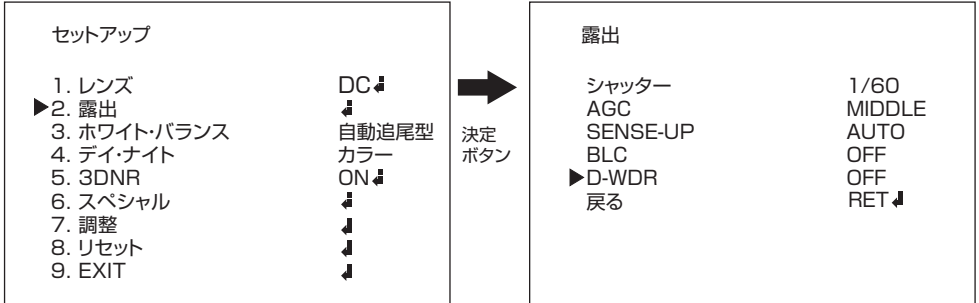 セットアップ
1. レンズ DC↲
▶2. 露出 ↲
3. ホワイト・バランス 自動追尾型
4. デイ・ナイト カラー
5. 3DNR ON↲
6. スペシャル ↲
7. 調整 ↲
8. リセット ↲
9. EXIT ↲
決定
ボタン
露出
シャッター 1/60
AGC MIDDLE
SENSE-UP AUTO
BLC OFF
▶D-WDR OFF
戻る RET↲